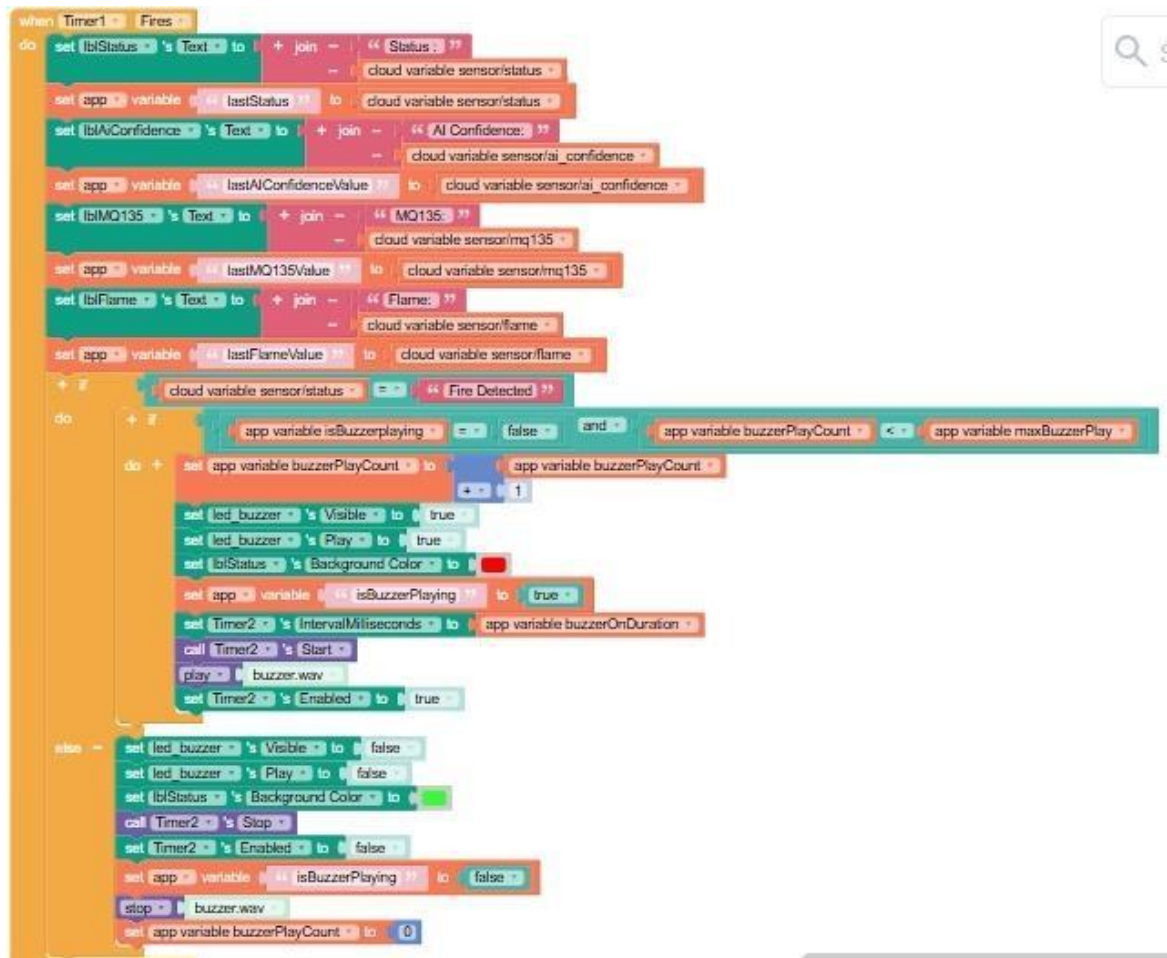 when Timer1 Fires
do set lblStatus 's Text to + join - “ Status : ”
- cloud variable sensor/status
set app variable “ lastStatus ” to cloud variable sensor/status
set lblAiConfidence 's Text to + join - “ AI Confidence: ”
- cloud variable sensor/ai_confidence
set app variable “ lastAIConfidenceValue ” to cloud variable sensor/ai_confidence
set lblMQ135 's Text to + join - “ MQ135: ”
- cloud variable sensor/mq135
set app variable “ lastMQ135Value ” to cloud variable sensor/mq135
set lblFlame 's Text to + join - “ Flame: ”
- cloud variable sensor/flame
set app variable “ lastFlameValue ” to cloud variable sensor/flame
+ if cloud variable sensor/status = “ Fire Detected ”
do + if app variable isBuzzerplaying = false and app variable buzzerPlayCount < app variable maxBuzzerPlay
do + set app variable buzzerPlayCount to app variable buzzerPlayCount
+ 1
set led_buzzer 's Visible to true
set led_buzzer 's Play to true
set lblStatus 's Background Color to
set app variable “ isBuzzerPlaying ” to true
set Timer2 's IntervalMilliseconds to app variable buzzerOnDuration
call Timer2 's Start
play buzzer.wav
set Timer2 's Enabled to true
else - set led_buzzer 's Visible to false
set led_buzzer 's Play to false
set lblStatus 's Background Color to
call Timer2 's Stop
set Timer2 's Enabled to false
set app variable “ isBuzzerPlaying ” to false
stop buzzer.wav
set app variable buzzerPlayCount to 0